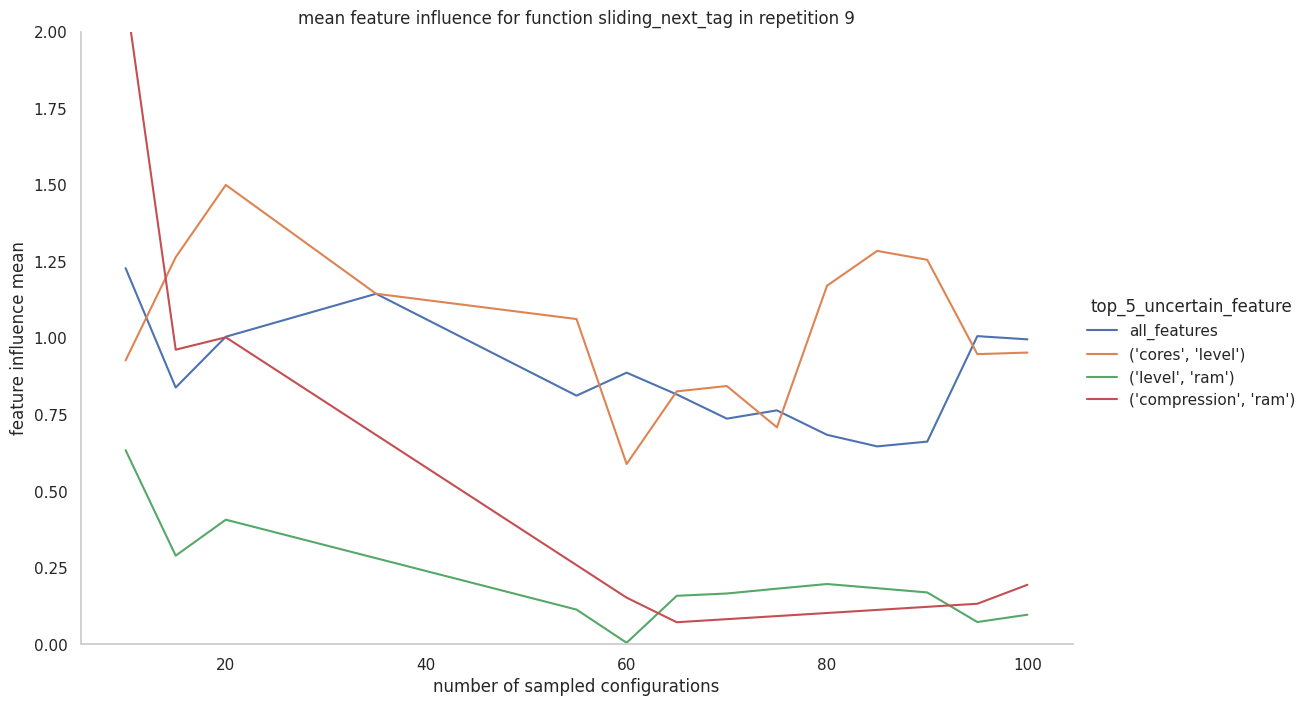 mean feature influence for function sliding_next_tag in repetition 9
2.00
1.75
1.50
1.25
1.00
0.75
0.50
0.25
0.00
feature influence mean
20
40
60
80
100
number of sampled configurations
top_5_uncertain_feature
all_features
('cores', 'level')
('level', 'ram')
('compression', 'ram')